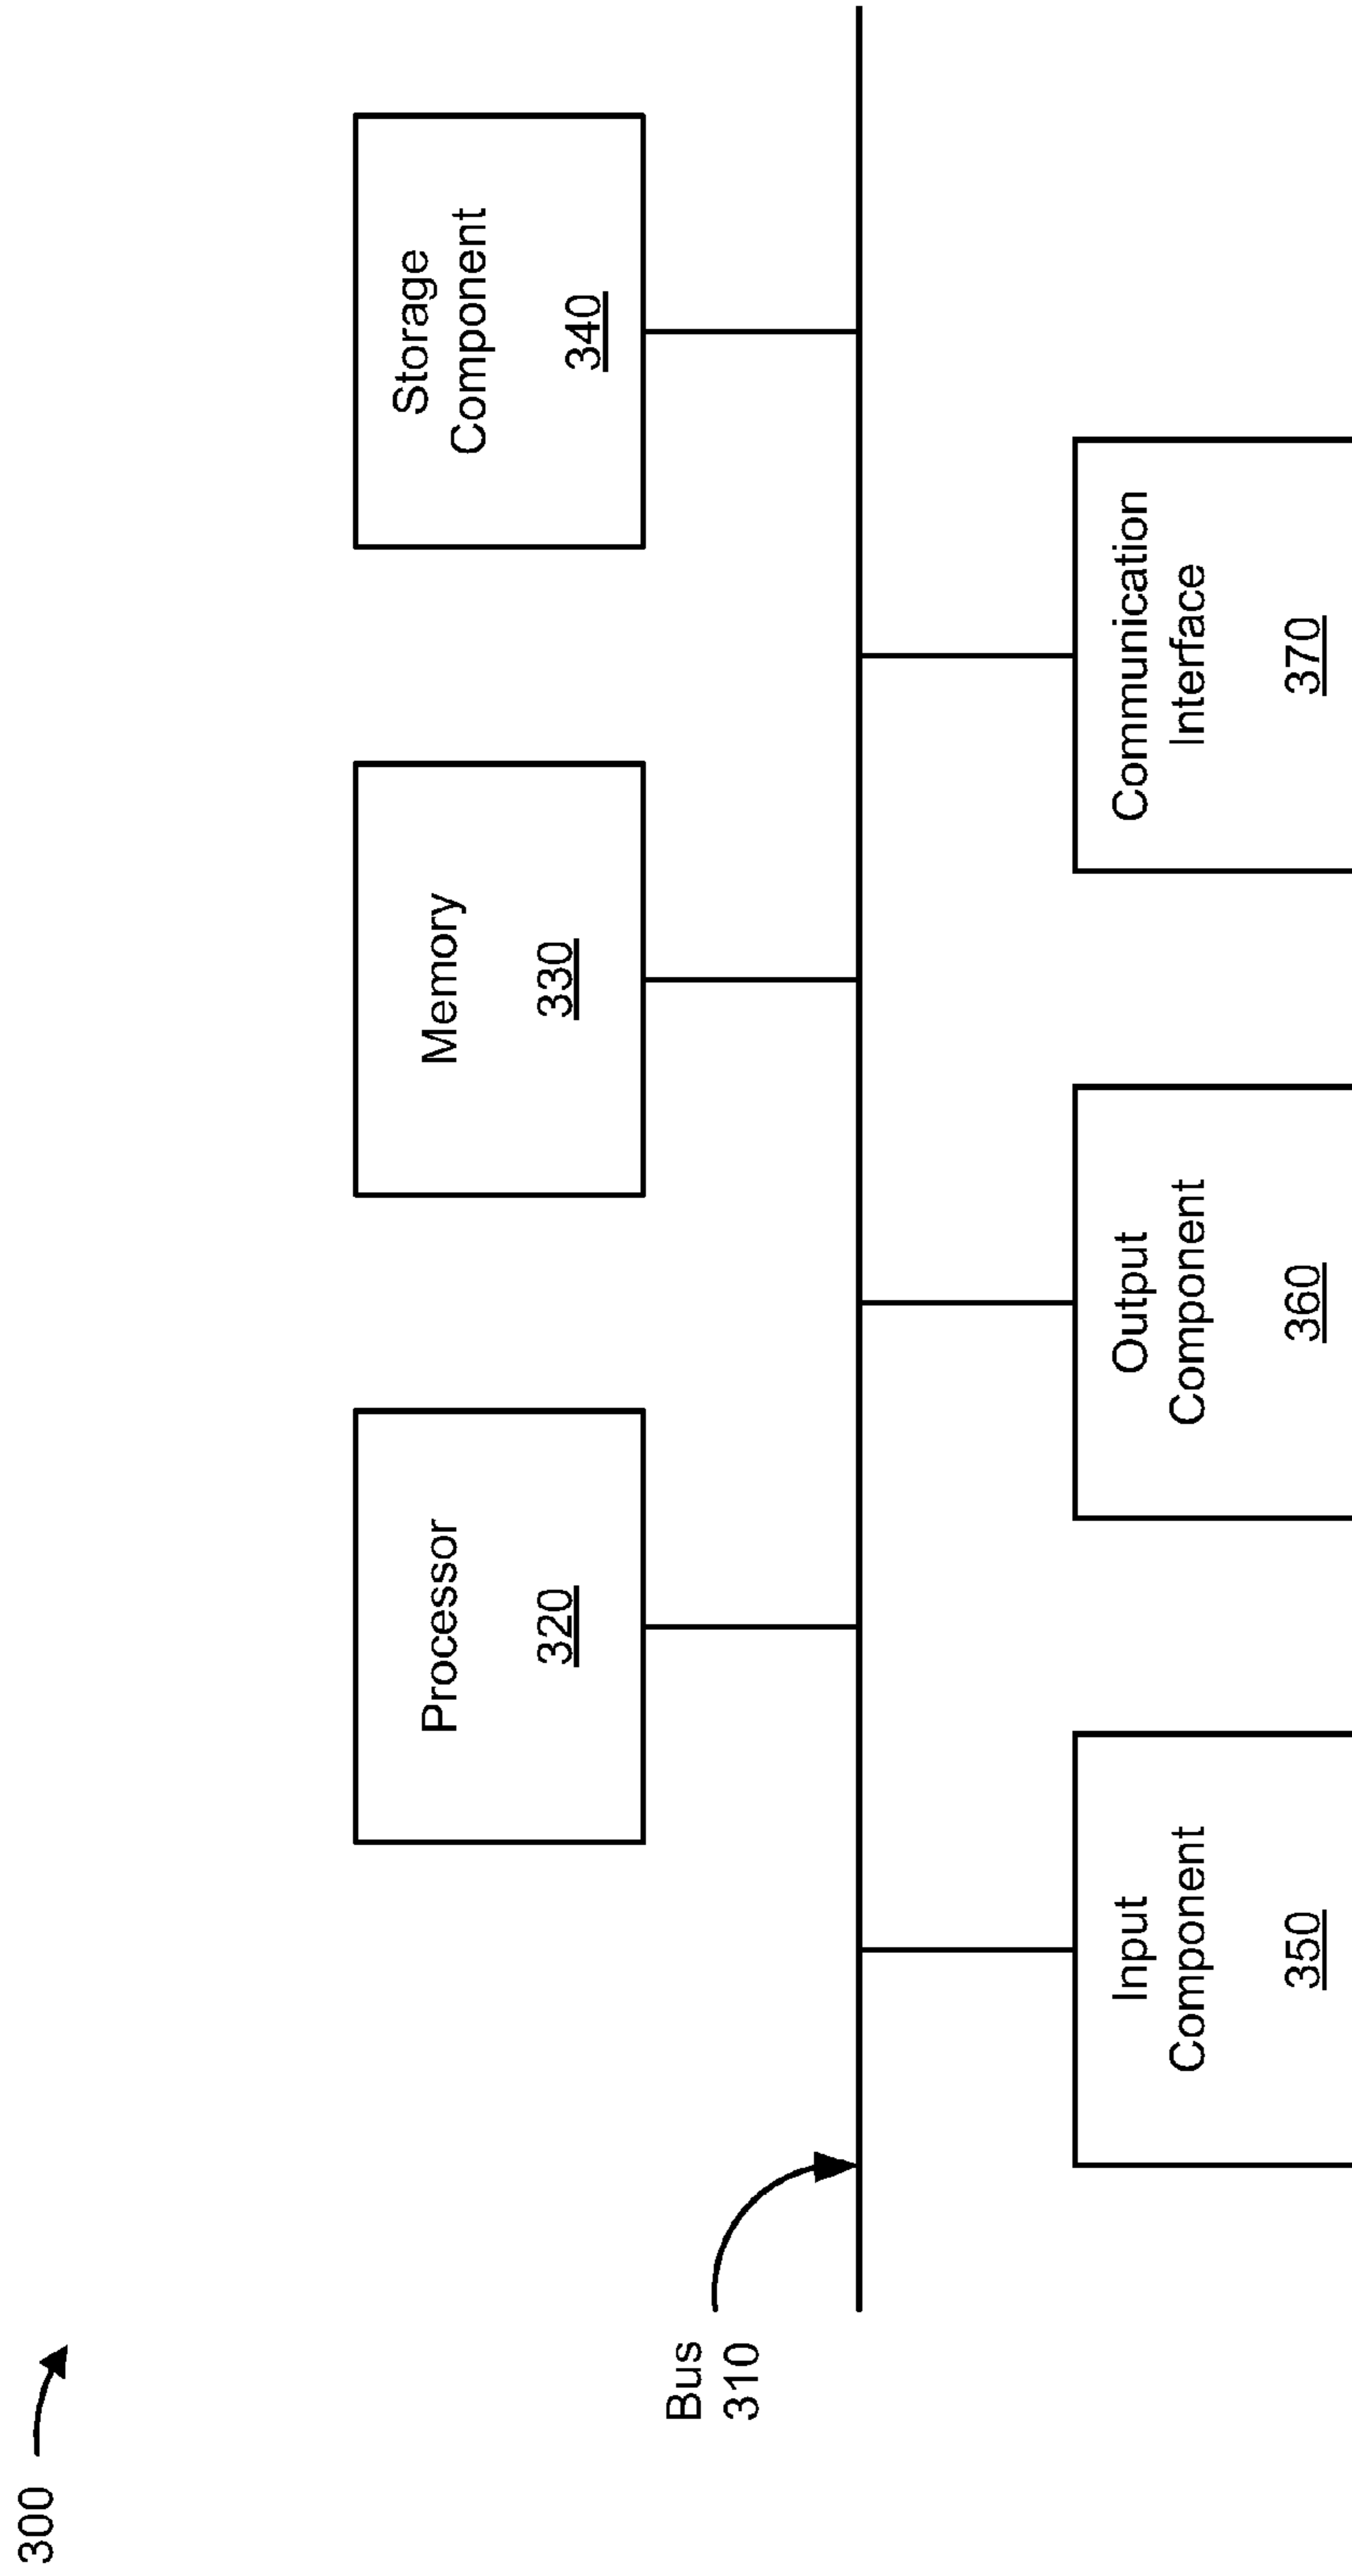 300
Processor
320
Memory
330
Storage
Component
340
Bus
310
Input
Component
350
Output
Component
360
Communication
Interface
370